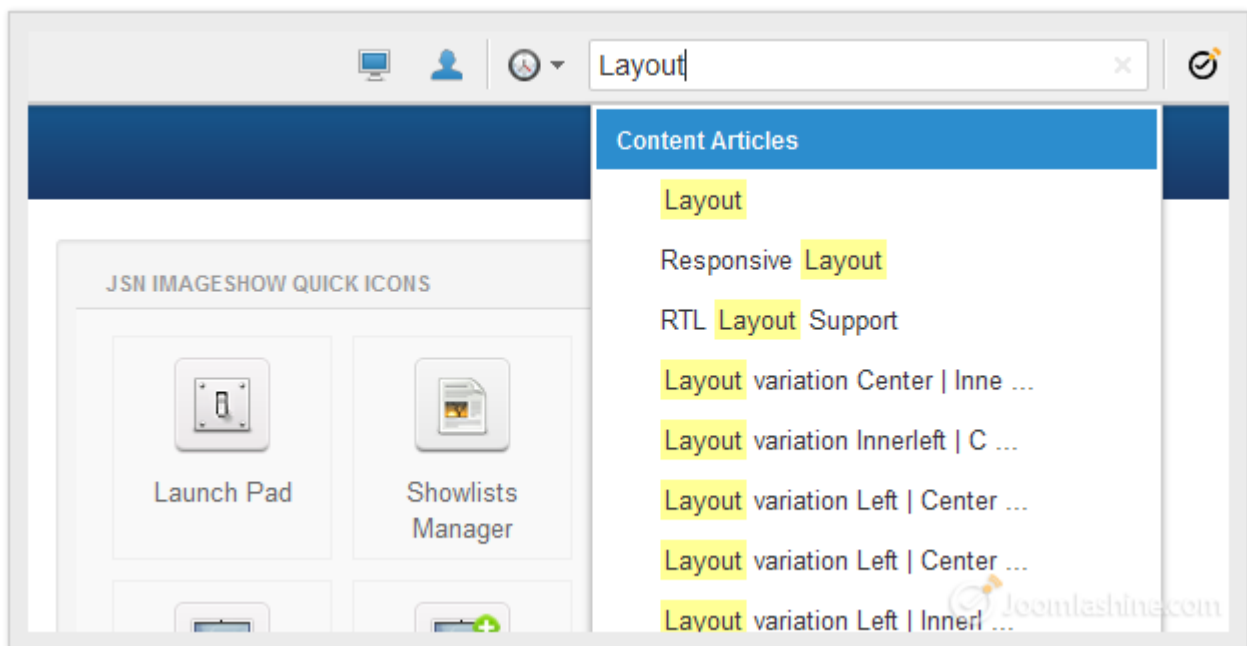 Layout
Content Articles
Layout
Responsive Layout
RTL Layout Support
Layout variation Center | Inne ...
Layout variation Innerleft | C ...
Layout variation Left | Center ...
Layout variation Left | Center ...
Layout variation Left | Innerl ...
JSN IMAGESHOW QUICK ICONS
Launch Pad
Showlists
Manager
Joomlashine.com